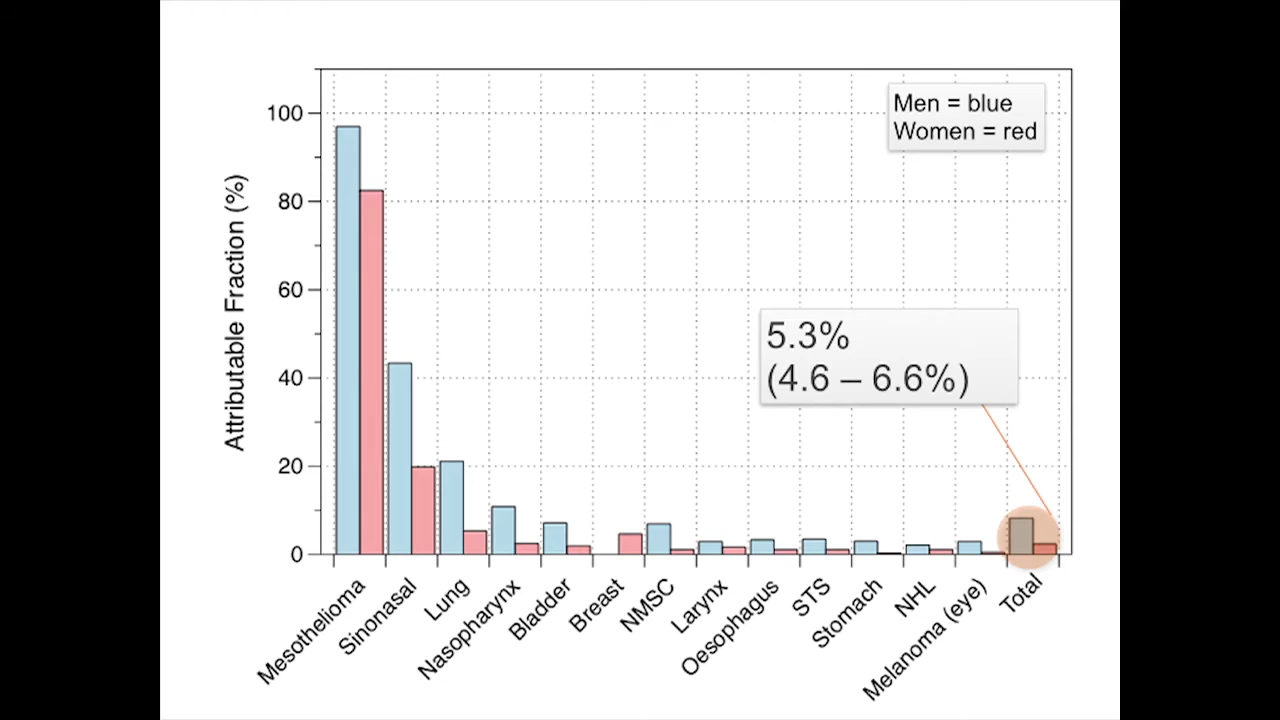 Men = blue
Women = red
Attributable Fraction (%)
100
80
60
40
20
0
5.3%
(4.6 – 6.6%)
Mesothelioma
Sinonasal
Lung
Nasopharynx
Bladder
Breast
NMSC
Larynx
Oesophagus
STS
Stomach
NHL
Melanoma (eye)
Total